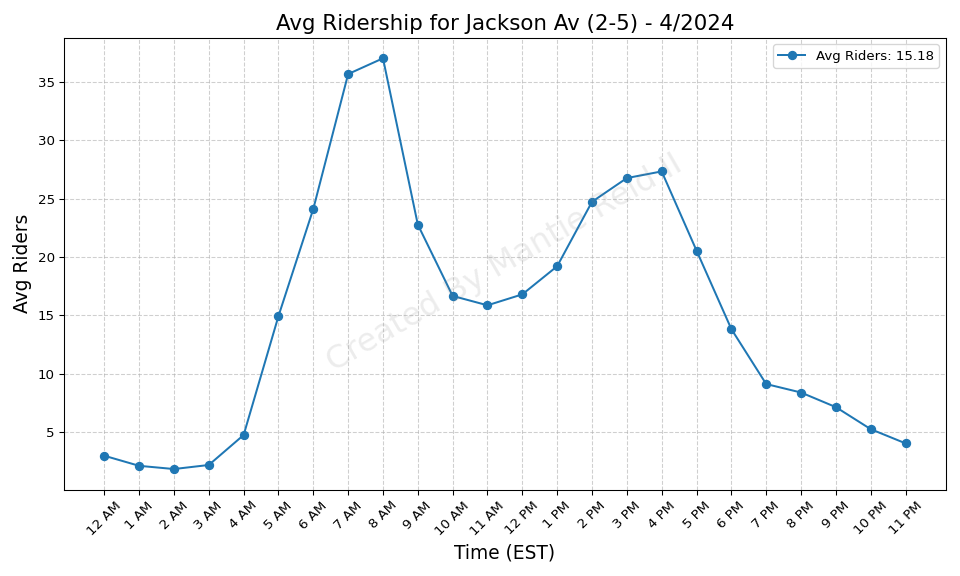 Avg Ridership for Jackson Av (2-5) - 4/2024
Avg Riders: 15.18
Avg Riders
35
30
25
20
15
10
5
12 AM
1 AM
2 AM
3 AM
4 AM
5 AM
6 AM
7 AM
8 AM
9 AM
10 AM
11 AM
12 PM
1 PM
2 PM
3 PM
4 PM
5 PM
6 PM
7 PM
8 PM
9 PM
10 PM
11 PM
Time (EST)
Created By Mantie Reid II